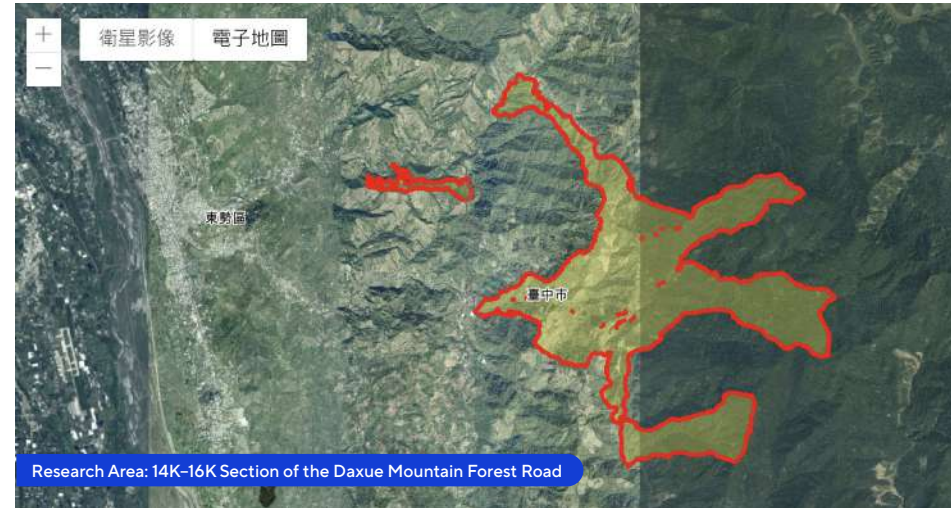 +
衛星影像 電子地圖
−
東勢區
臺中市
Research Area: 14K–16K Section of the Daxue Mountain Forest Road